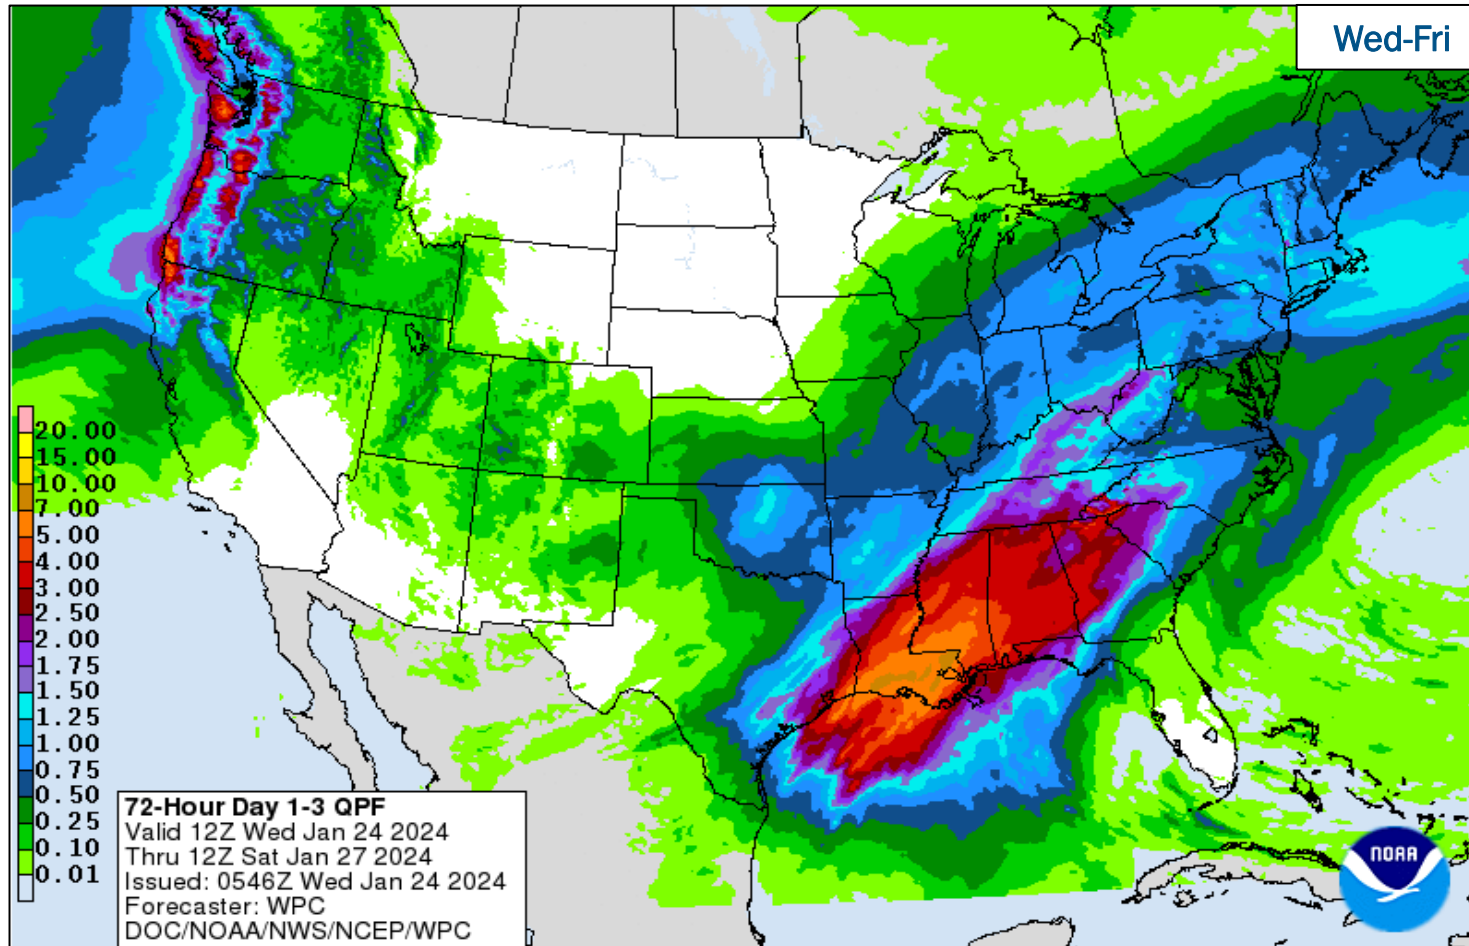 Wed-Fri
20.00
15.00
10.00
7.00
5.00
4.00
3.00
2.50
2.00
1.75
1.50
1.25
1.00
0.75
0.50
0.25
0.10
0.01
72-Hour Day 1-3 QPF
Valid 12Z Wed Jan 24 2024
Thru 12Z Sat Jan 27 2024
Issued: 0546Z Wed Jan 24 2024
Forecaster: WPC
DOC/NOAA/NWS/NCEP/WPC
NOAA